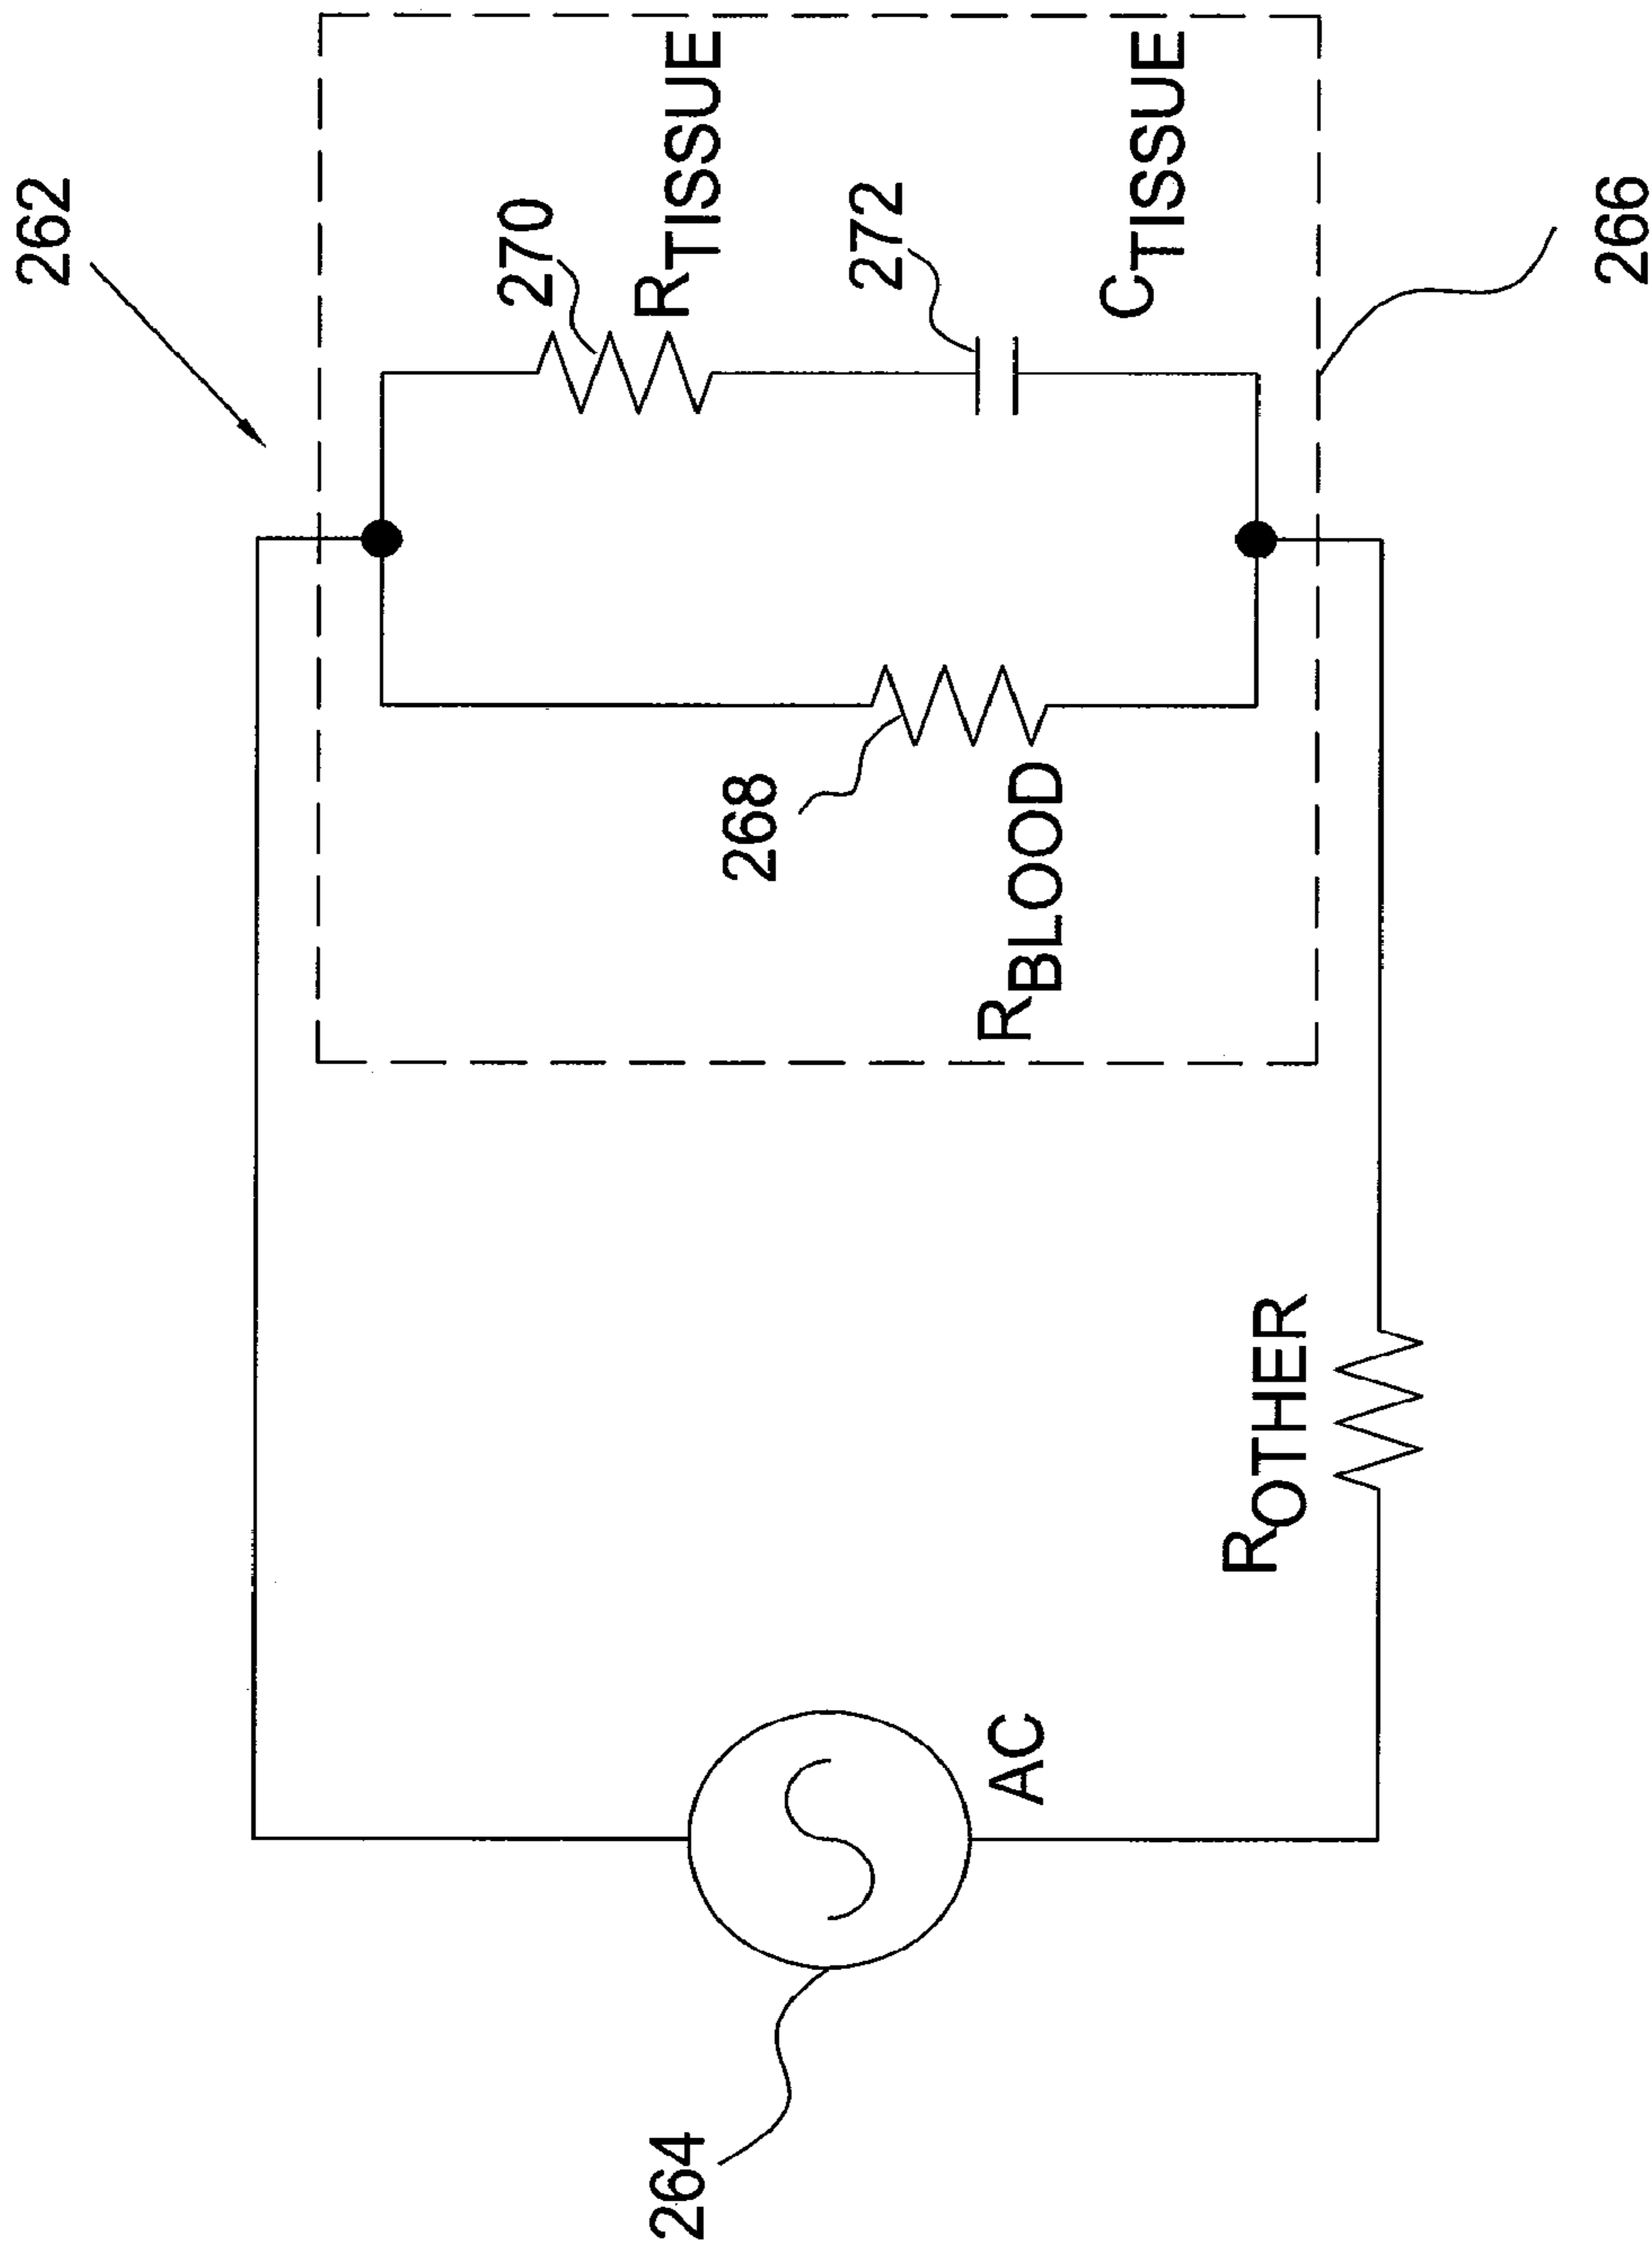 262
270
RTISSUE
272
CTISSUE
268
RBLOOD
266
ROTHER
AC
264